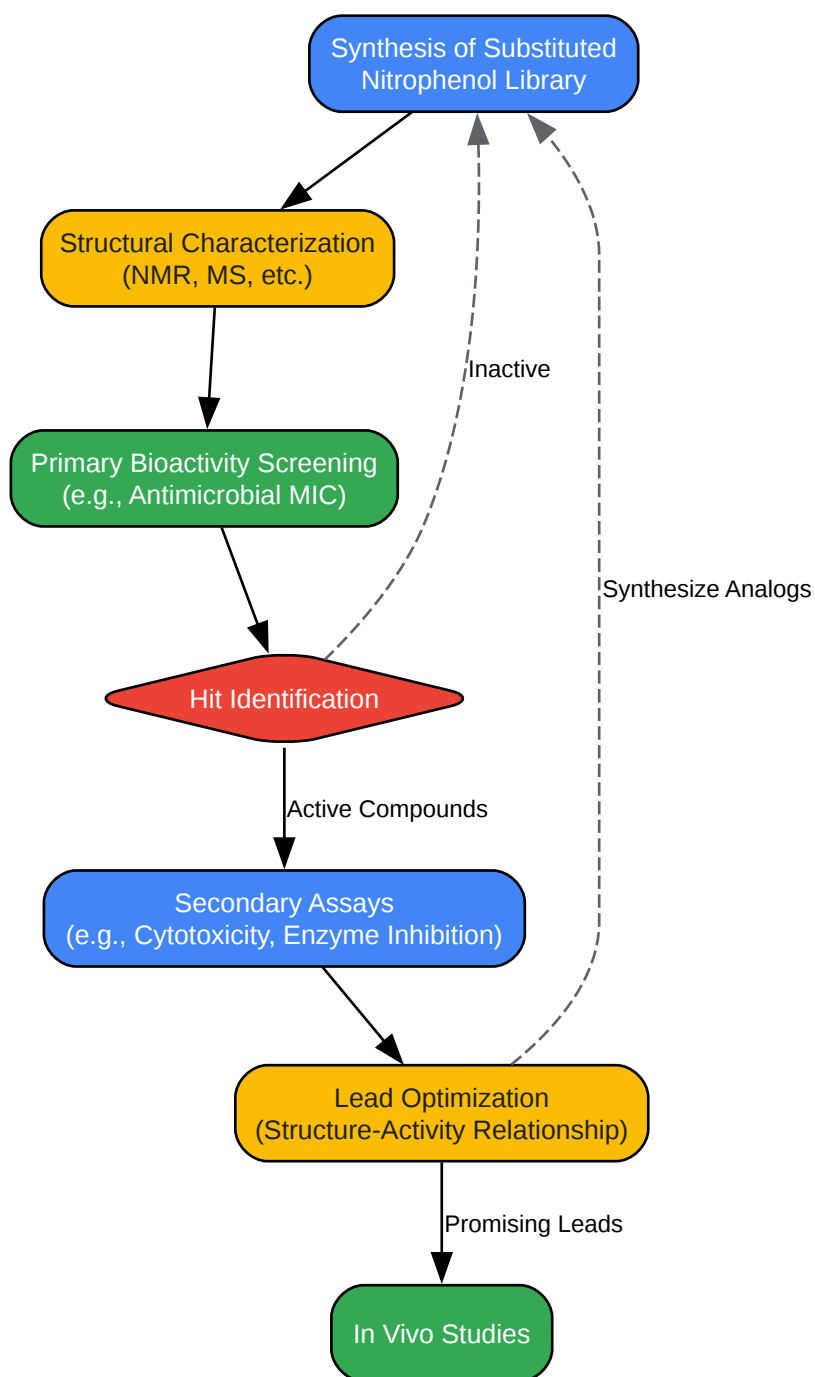 Synthesis of Substituted
Nitrophenol Library
Structural Characterization
(NMR, MS, etc.)
Inactive
Primary Bioactivity Screening
(e.g., Antimicrobial MIC)
Synthesize Analogs
Hit Identification
Active Compounds
Secondary Assays
(e.g., Cytotoxicity, Enzyme Inhibition)
Lead Optimization
(Structure-Activity Relationship)
Promising Leads
In Vivo Studies